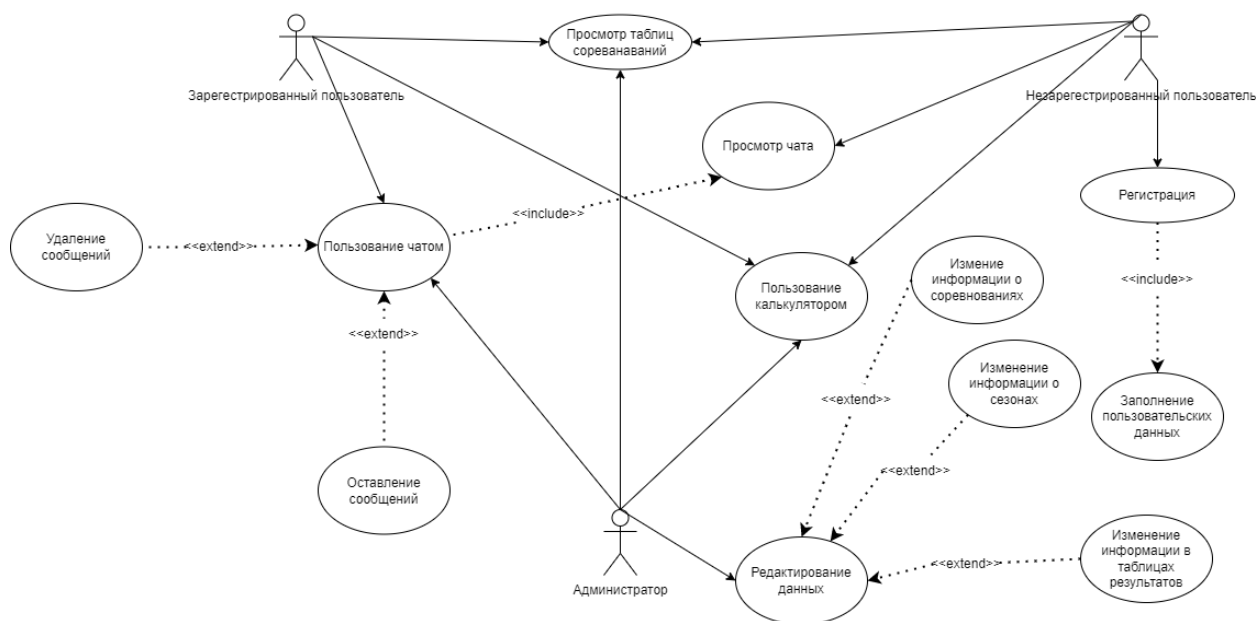 Просмотр таблиц
сореванаваний
Зарегестрированный пользователь
Незарегестрированный пользователь
Просмотр чата
Регистрация
<<include>>
Удаление
сообщений
<<extend>>
Пользование чатом
Пользование
калькулятором
Измение
информации о
соревнованиях
<<include>>
<<extend>>
Изменение
информации о
сезонах
<<extend>>
Заполнение
пользовательских
данных
<<extend>>
Оставление
сообщений
Администратор
Редактирование
данных
<<extend>>
Изменение
информации в
таблицах
результатов